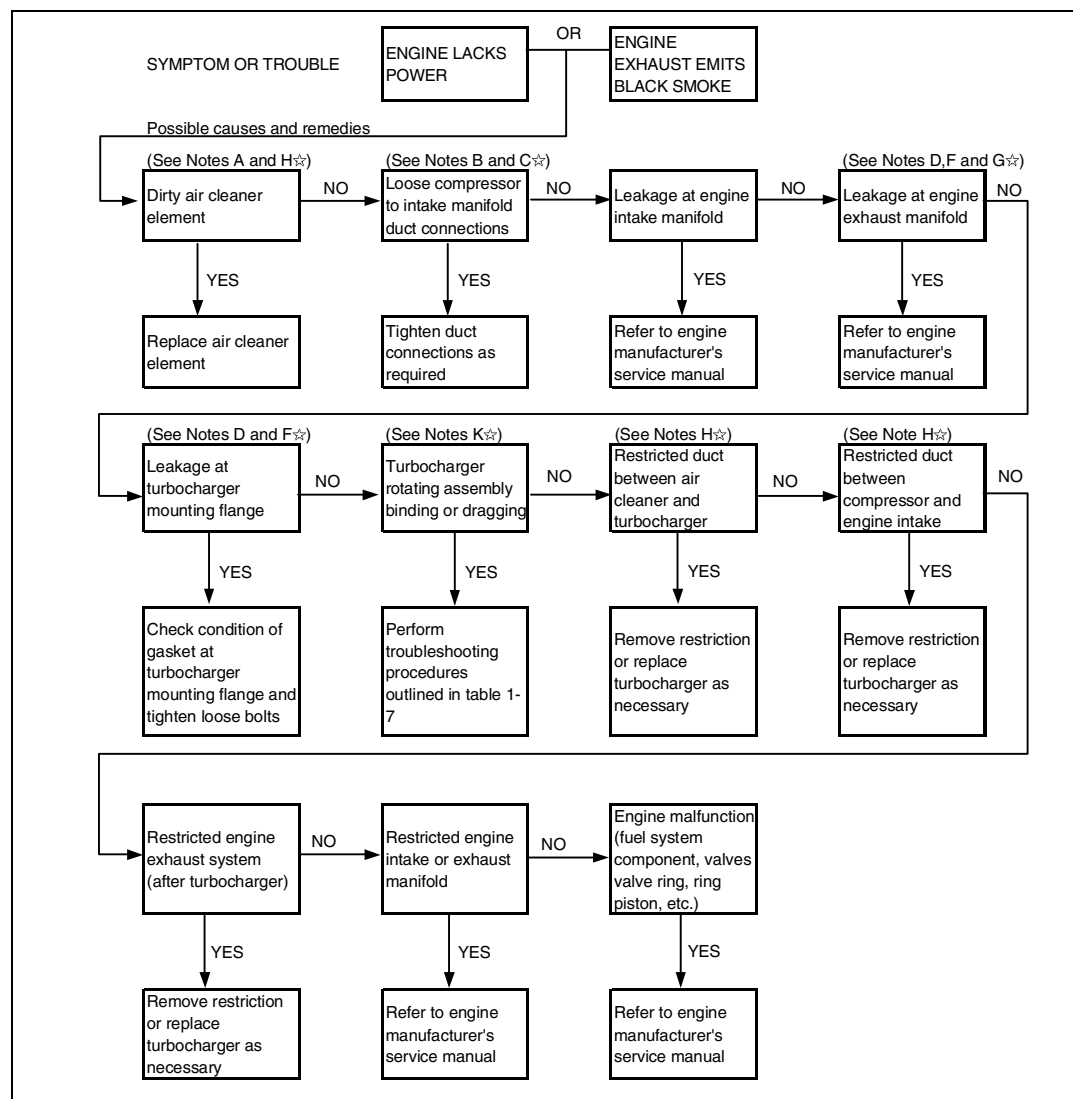 SYMPTOM OR TROUBLE
ENGINE LACKS
POWER
OR
ENGINE
EXHAUST EMITS
BLACK SMOKE
Possible causes and remedies
(See Notes A and H☆)
Dirty air cleaner
element
NO
(See Notes B and C☆)
Loose compressor
to intake manifold
duct connections
NO
Leakage at engine
intake manifold
NO
(See Notes D,F and G☆)
Leakage at engine
exhaust manifold
NO
YES
YES
YES
YES
Replace air cleaner
element
Tighten duct
connections as
required
Refer to engine
manufacturer's
service manual
Refer to engine
manufacturer's
service manual
(See Notes D and F☆)
Leakage at
turbocharger
mounting flange
NO
(See Notes K☆)
Turbocharger
rotating assembly
binding or dragging
NO
(See Notes H☆)
Restricted duct
between air
cleaner and
turbocharger
NO
(See Note H☆)
Restricted duct
between
compressor and
engine intake
NO
YES
YES
YES
YES
Check condition of
gasket at
turbocharger
mounting flange and
tighten loose bolts
Perform
troubleshooting
procedures
outlined in table 1-
7
Remove restriction
or replace
turbocharger as
necessary
Remove restriction
or replace
turbocharger as
necessary
Restricted engine
exhaust system
(after turbocharger)
NO
Restricted engine
intake or exhaust
manifold
NO
Engine malfunction
(fuel system
component, valves
valve ring, ring
piston, etc.)
YES
YES
YES
Remove restriction
or replace
turbocharger as
necessary
Refer to engine
manufacturer's
service manual
Refer to engine
manufacturer's
service manual